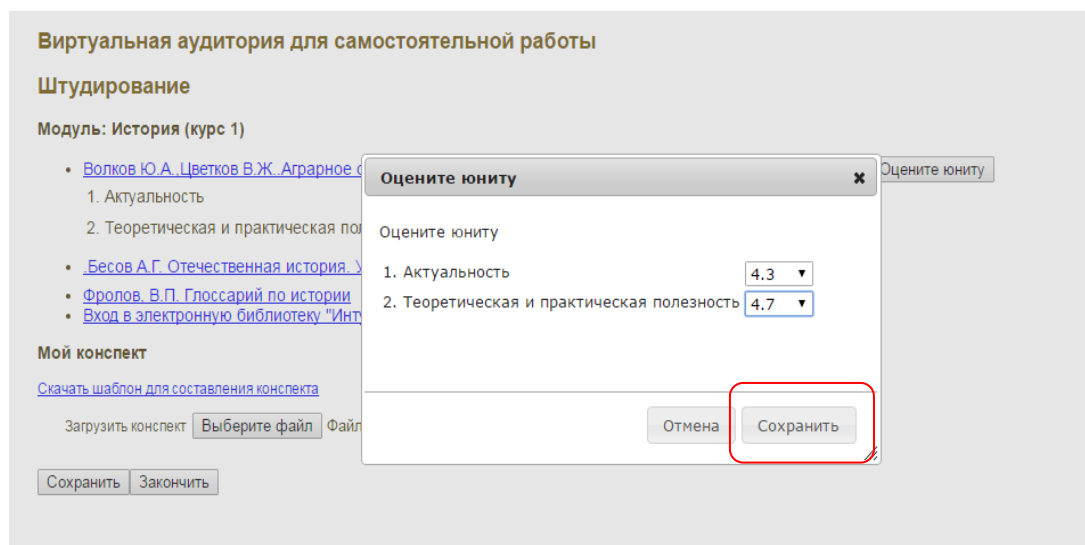 Виртуальная аудитория для самостоятельной работы
Штудирование
Модуль: История (курс 1)
• Волков Ю.А.,Цветков В.Ж..Аграрное
Оцените юниту
1. Актуальность
2. Теоретическая и практическая
• .Бесов А.Г. Отечественная история.
• Фролов, В.П. Глоссарий по истории
• Вход в электронную библиотеку
Мой конспект
Скачать шаблон для составления конспекта
Загрузить конспект Выберите файл Файл
Сохранить Закончить
Оцените юниту
Оцените юниту
1. Актуальность 4.3
2. Теоретическая и практическая полезность 4.7
Отмена Сохранить